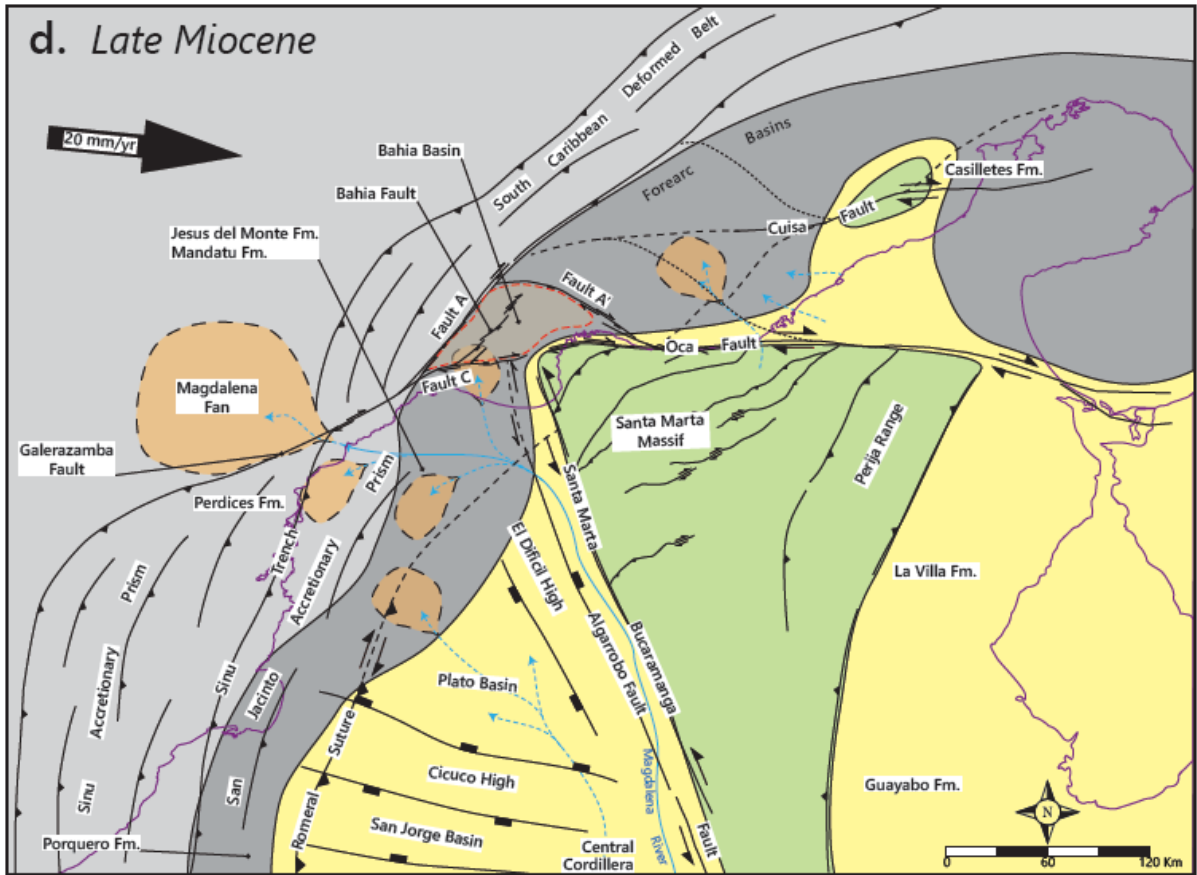 d. Late Miocene
20 mm/yr
South Caribbean Deformed Belt
Bahia Basin
Bahia Fault
Forearc Basins
Casilletes Fm.
Cuisa Fault
Jesus del Monte Fm.
Mandatu Fm.
Fault A
Fault A'
Oca Fault
Fault C
Magdalena
Fan
Galerazamba
Fault
Perdices Fm.
Santa Marta
Massif
Perija Range
La Villa Fm.
Sinu Accretionary Prism
Sinu Trench
San Jacinto Accretionary Prism
El Dificil High
Algarrobo Fault
Santa Marta Bucaramanga Fault
Plato Basin
Romeral Suture
Cicuco High
San Jorge Basin
Magdalena River
Central
Cordillera
Guayabo Fm.
Porquero Fm.
N
0 60 120 Km